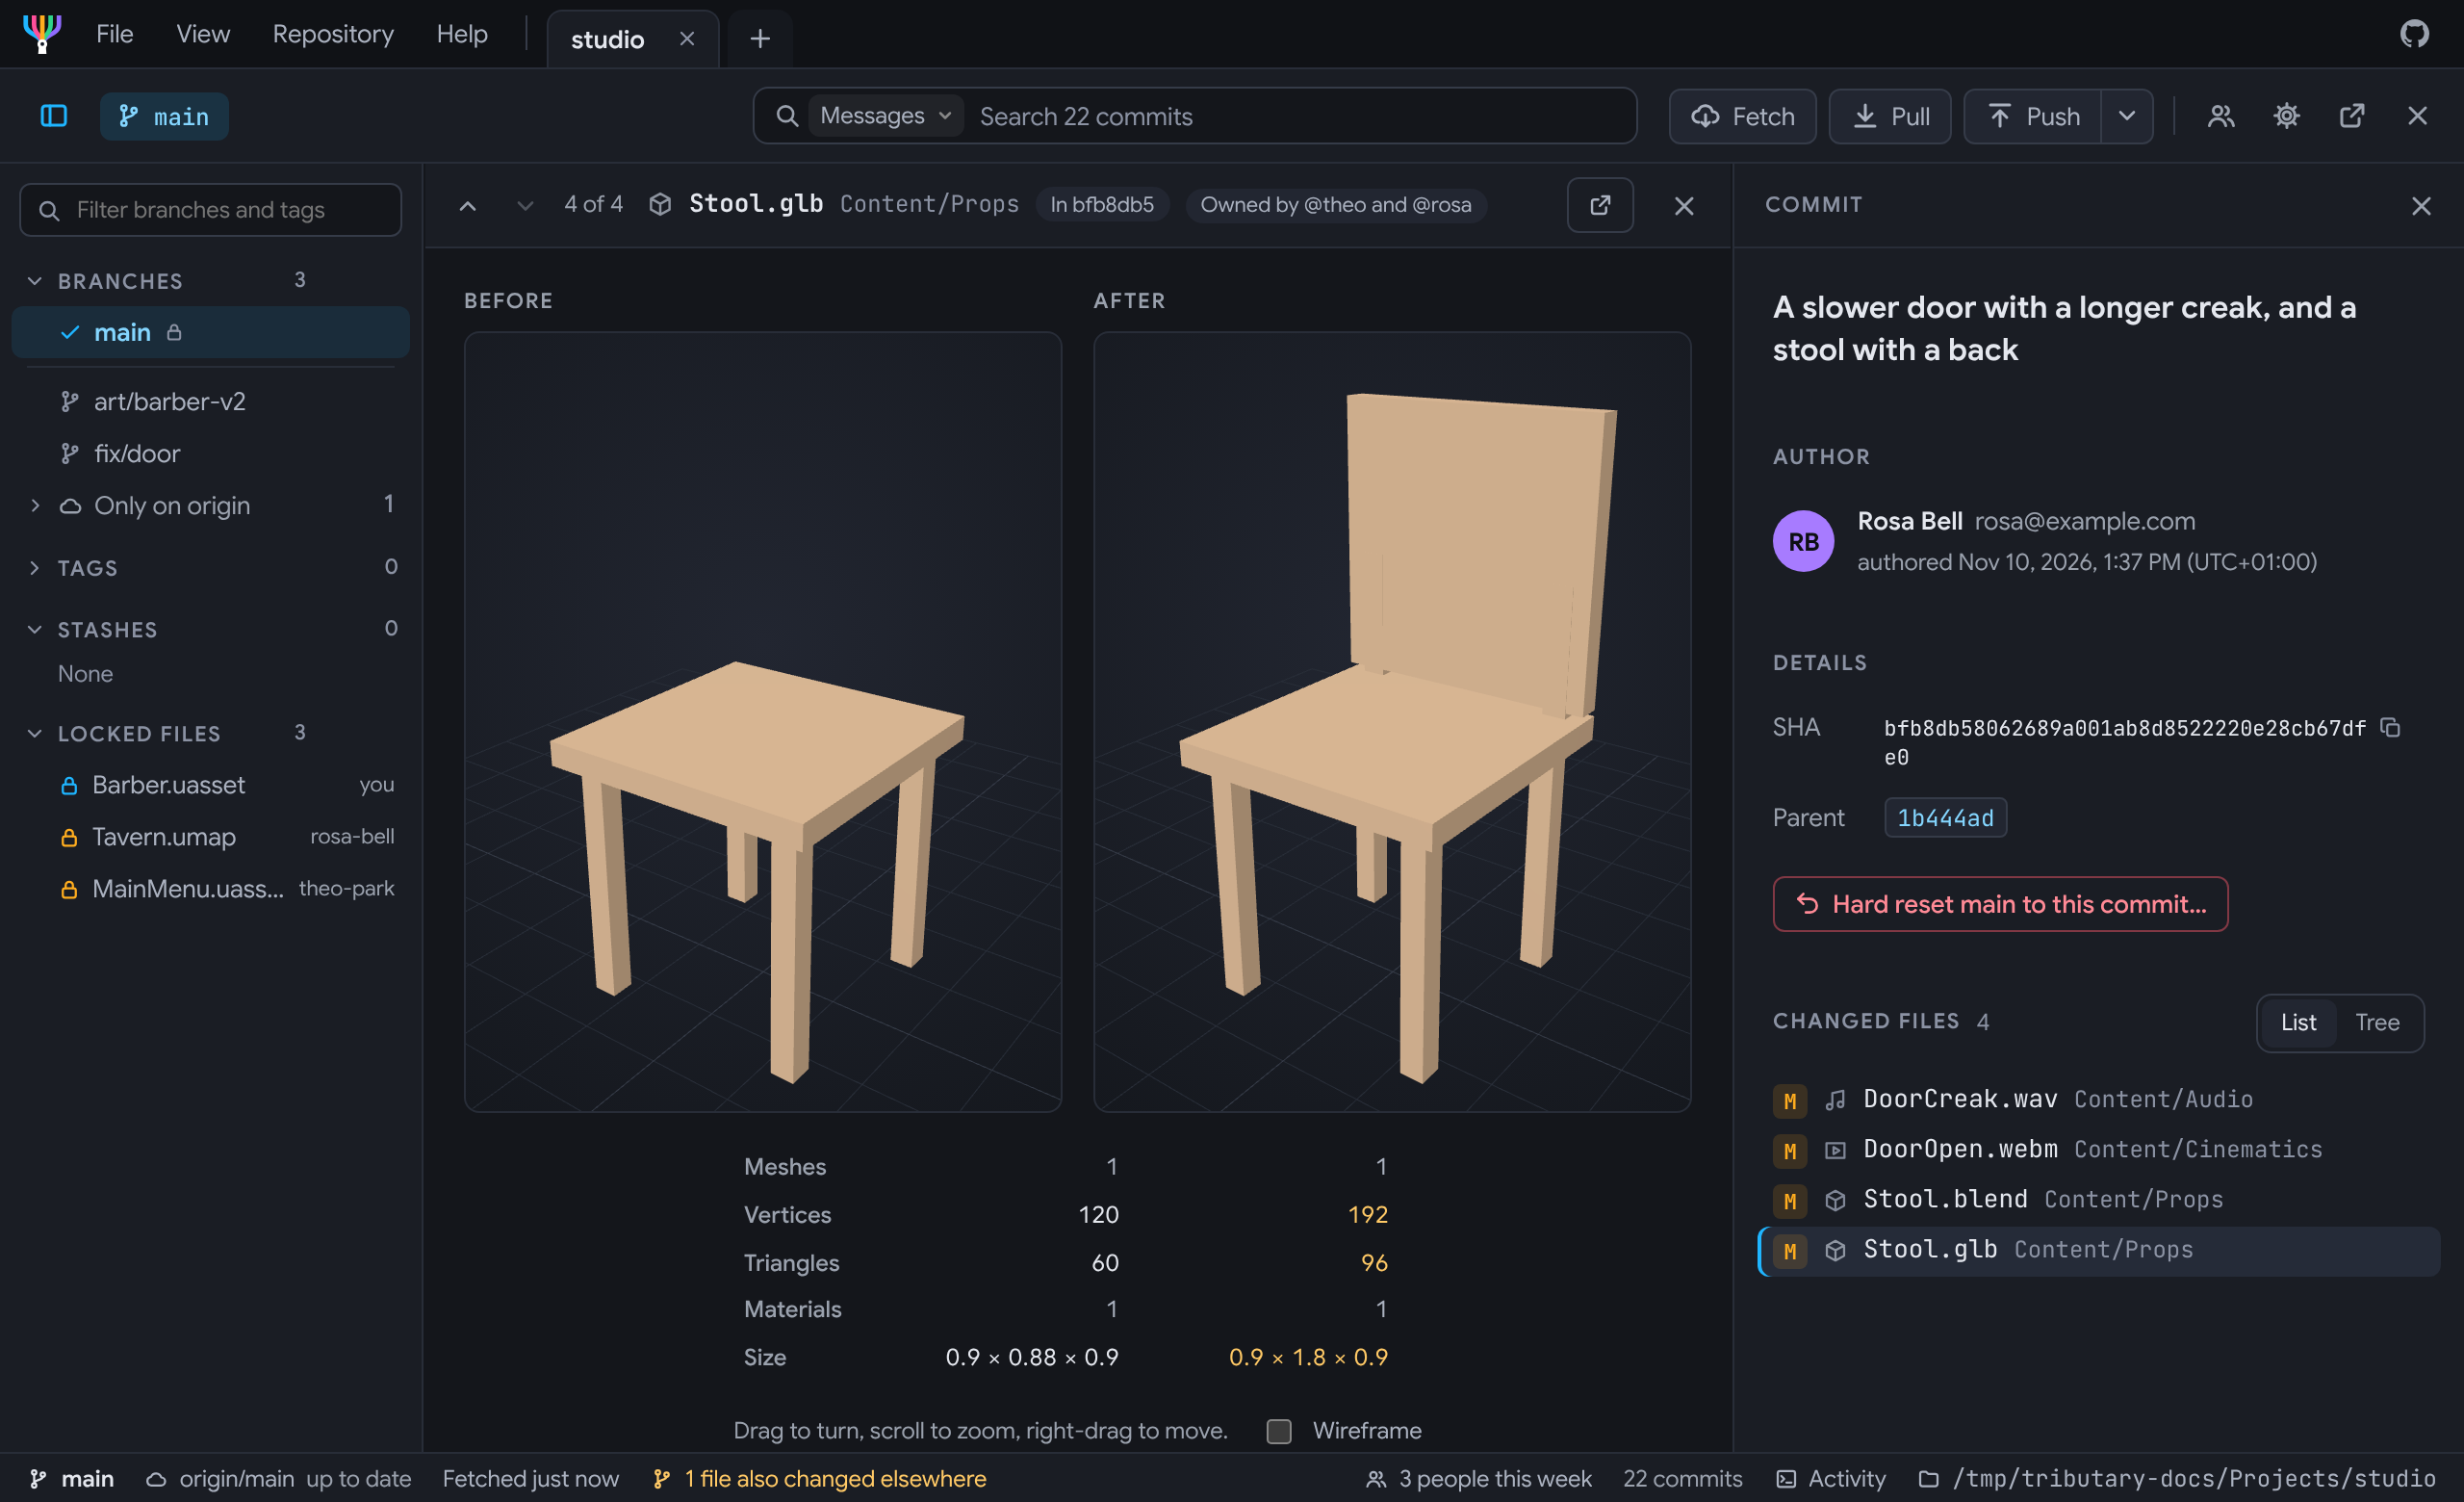 File View Repository Help studio
main Messages Search 22 commits Fetch Pull Push
Filter branches and tags
BRANCHES 3
main
art/barber-v2
fix/door
Only on origin 1
TAGS 0
STASHES 0
None
LOCKED FILES 3
Barber.uasset you
Tavern.umap rosa-bell
MainMenu.uass... theo-park
4 of 4 Stool.glb Content/Props In bfb8db5 Owned by @theo and @rosa
BEFORE AFTER
Meshes 1 1
Vertices 120 192
Triangles 60 96
Materials 1 1
Size 0.9 × 0.88 × 0.9 0.9 × 1.8 × 0.9
Drag to turn, scroll to zoom, right-drag to move. Wireframe
COMMIT
A slower door with a longer creak, and a
stool with a back
AUTHOR
RB
Rosa Bell rosa@example.com
authored Nov 10, 2026, 1:37 PM (UTC+01:00)
DETAILS
SHA bfb8db58062689a001ab8d8522220e28cb67df
e0
Parent 1b444ad
Hard reset main to this commit...
CHANGED FILES 4 List Tree
M DoorCreak.wav Content/Audio
M DoorOpen.webm Content/Cinematics
M Stool.blend Content/Props
M Stool.glb Content/Props
main origin/main up to date Fetched just now 1 file also changed elsewhere 3 people this week 22 commits Activity /tmp/tributary-docs/Projects/studio